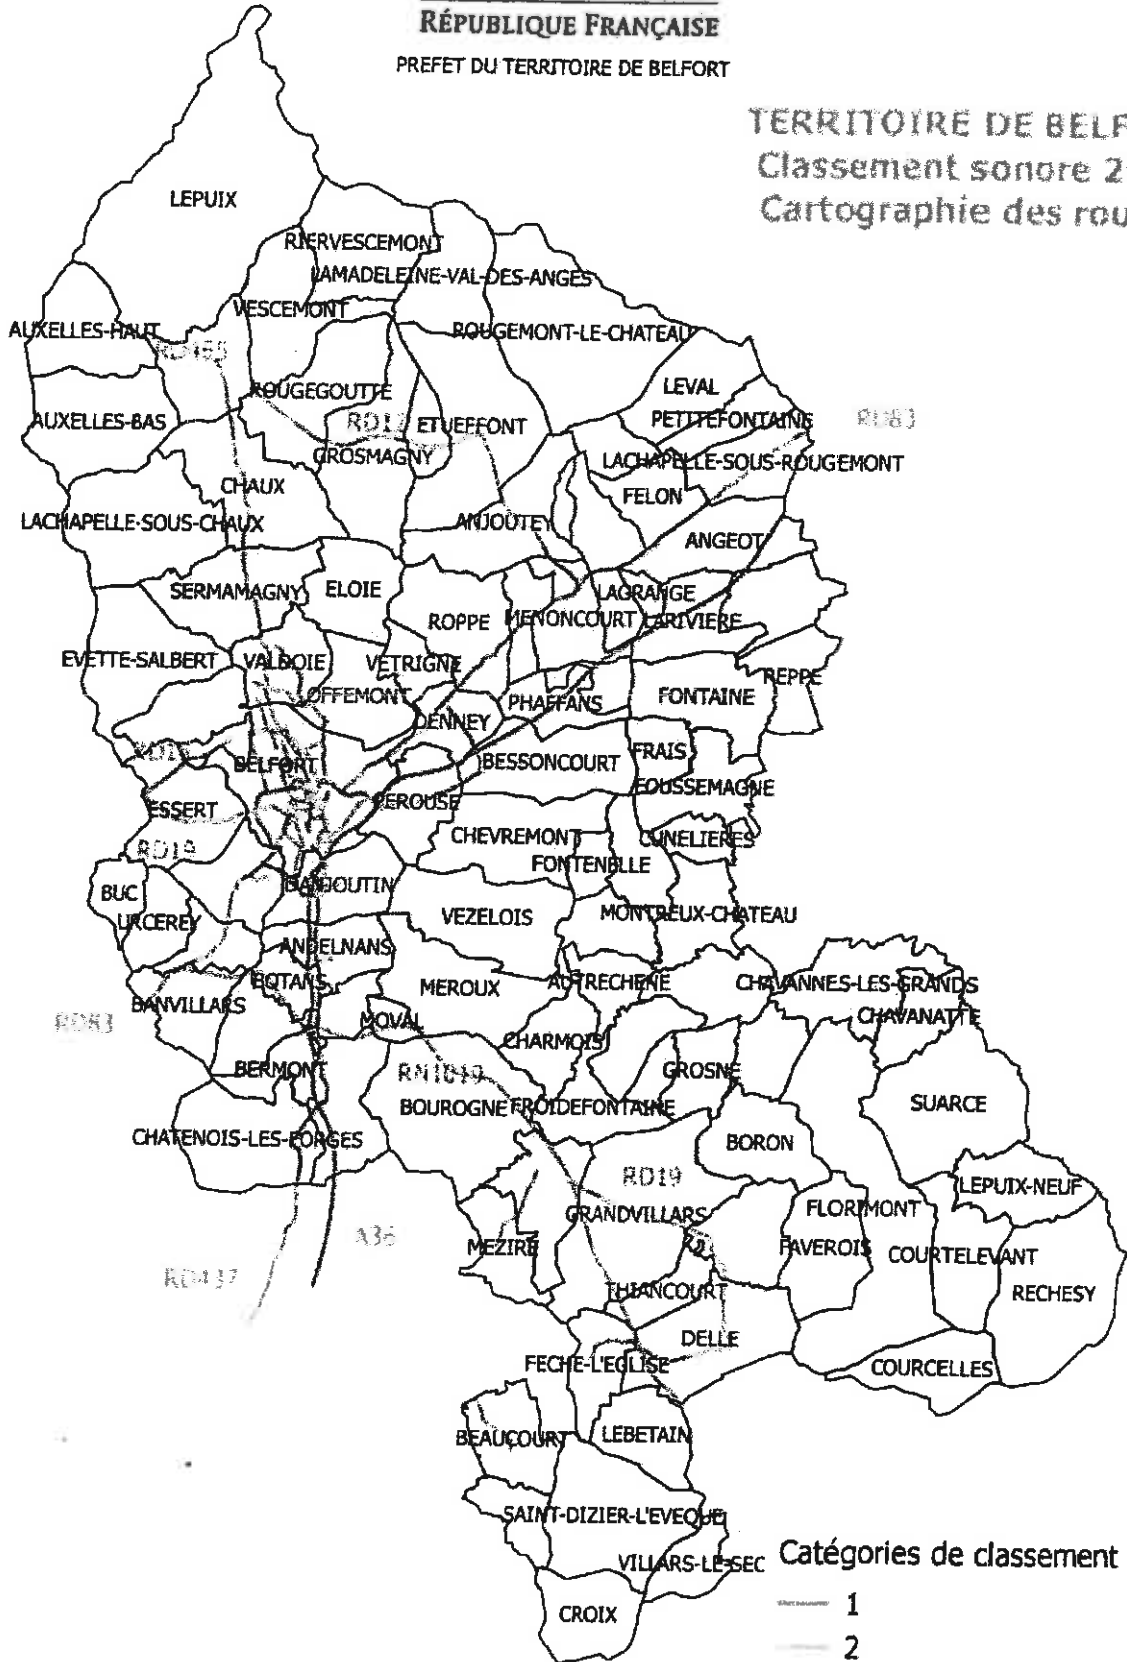 RÉPUBLIQUE FRANÇAISE
PREFET DU TERRITOIRE DE BELFORT
TERRITOIRE DE BELF
Classement sonore 2
Cartographie des rou
LEPUIX
RIERVESCEMONT
LAMADELEINE-VAL-DES-ANGES
VESCEMONT
AUXELLES-HAUT
ROUGEMONT-LE-CHATEAU
RD465
ROUGEGOUTTE
LEVAL
AUXELLES-BAS
RD12
ETUEFFONT
PETITEFONTAINE
RD83
GROSMAGNY
LACHAPELLE-SOUS-ROUGEMONT
CHAUX
FELON
LACHAPELLE-SOUS-CHAUX
ANJOUTEY
ANGEOT
SERMAMAGNY
ELOIE
LAGRANGE
ROPPE
MENONCOURT
LARIVIERE
EVETTE-SALBERT
VALDOIE
VETRIGNE
REPPE
OFFEMONT
PHAFFANS
FONTAINE
DENNEY
BELFORT
BESSONCOURT
FRAIS
FOUSSEMAGNE
ESSERT
PEROUSE
CHEVREMONT
CUNELIERES
RD19
FONTENELLE
BUC
DANJOUTIN
URCEREY
VEZELOIS
MONTREUX-CHATEAU
ANDELNANS
BOTANS
MEROUX
AUTRECHENE
CHAVANNES-LES-GRANDS
BANVILLARS
CHAVANATTE
RD83
MOVAL
CHARMOIS
BERMONT
RN1019
GROSNE
BOUROGNE
FROIDEFONTAINE
SUARCE
CHATENOIS-LES-FORGES
BORON
RD19
LEPUIX-NEUF
GRANDVILLARS
FLORIMONT
A36
MEZIRE
FAVEROIS
COURTELEVANT
RD437
THIANCOURT
RECHESY
DELLE
FECHE-L'EGLISE
COURCELLES
BEAUCOURT
LEBETAIN
SAINT-DIZIER-L'EVEQUE
VILLARS-LE-SEC
Catégories de classement
CROIX
1
2